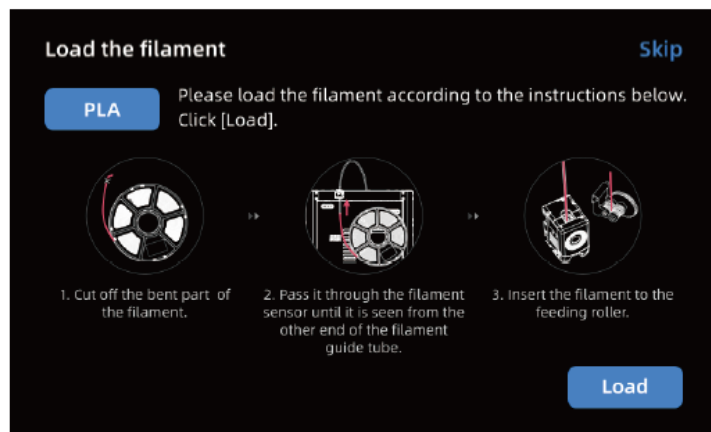 Load the filament
Skip
PLA
Please load the filament according to the instructions below.
Click [Load].
1. Cut off the bent part of
the filament.
2. Pass it through the filament
sensor until it is seen from the
other end of the filament
guide tube.
3. Insert the filament to the
feeding roller.
Load